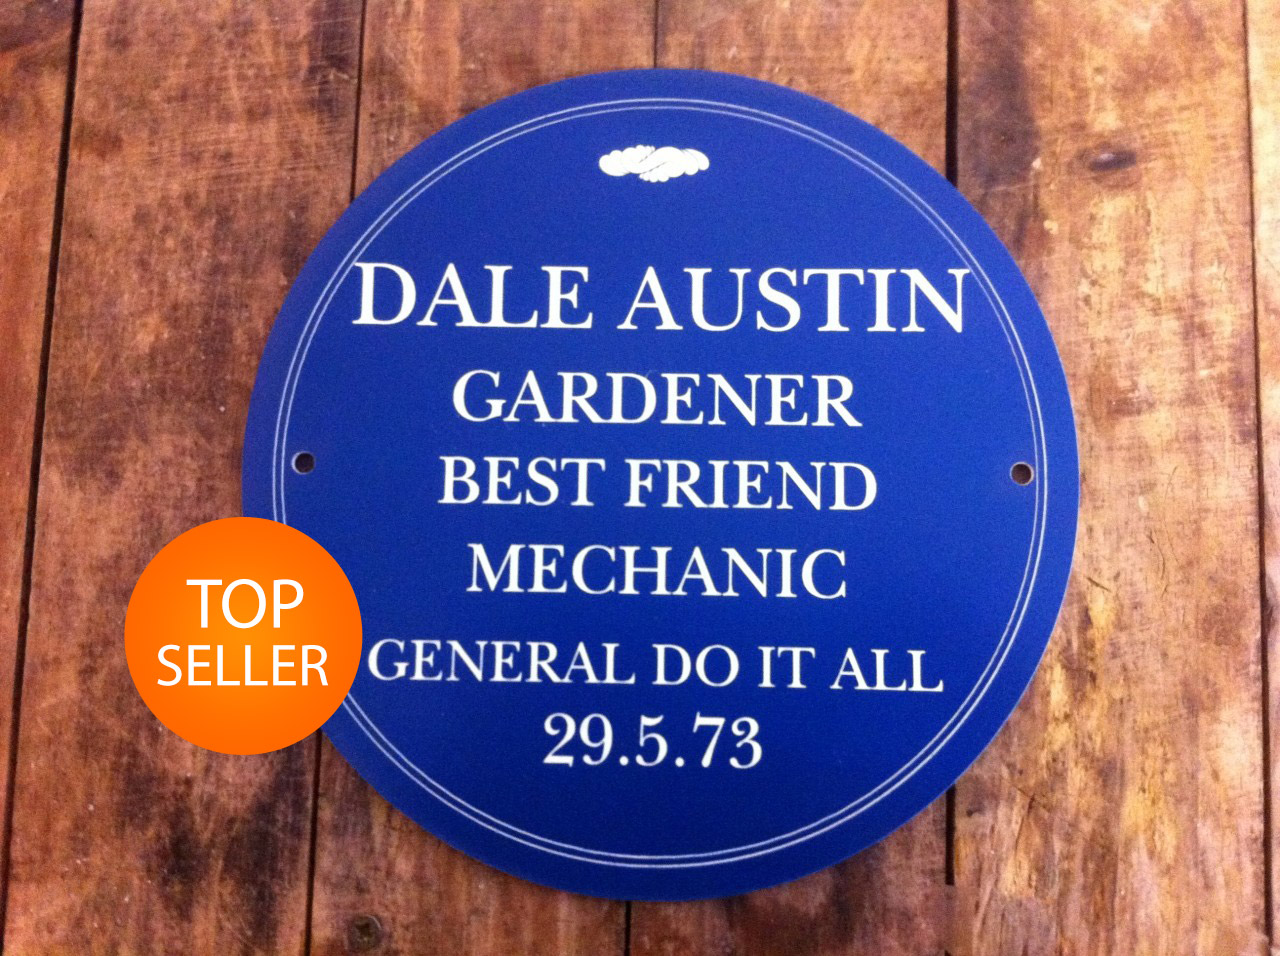 DALE AUSTIN
GARDENER
BEST FRIEND
MECHANIC
GENERAL DO IT ALL
29.5.73
TOP
SELLER